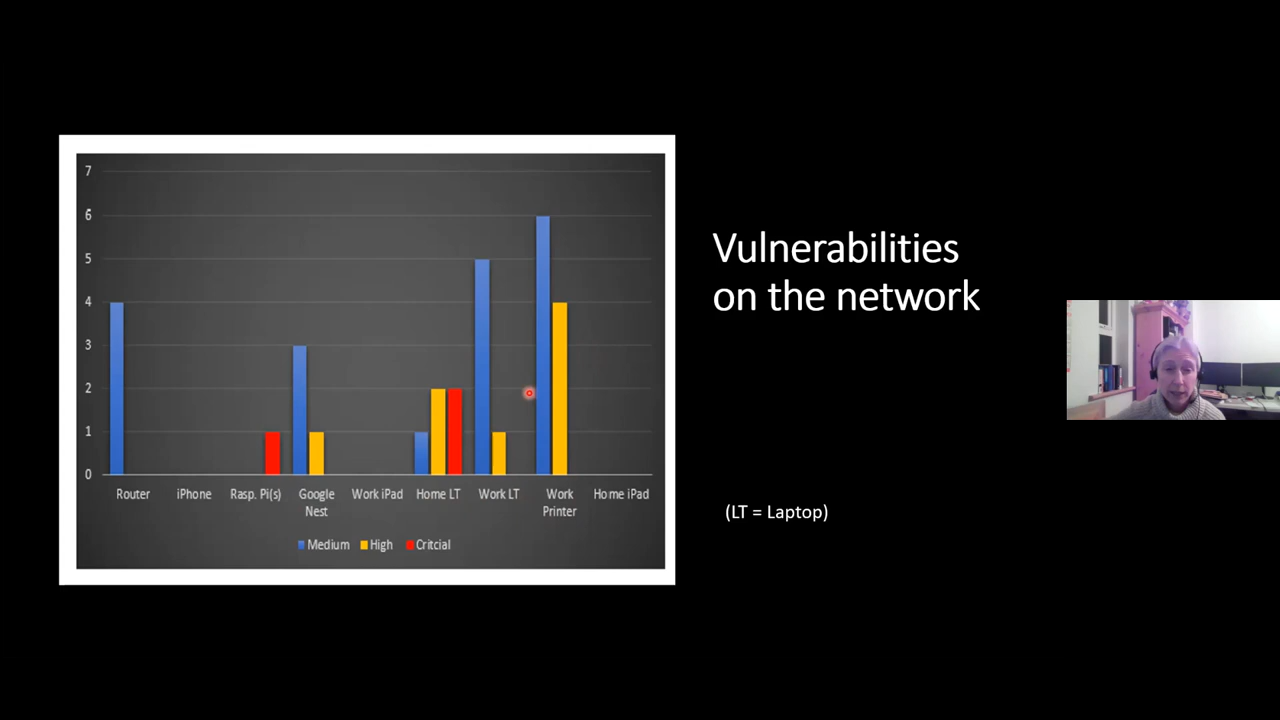 7
6
5
4
3
2
1
0
Router iPhone Rasp. Pi(s) Google Work iPad Home LT Work LT Work Home iPad
Nest Printer
Medium High Critcial
Vulnerabilities
on the network
(LT = Laptop)